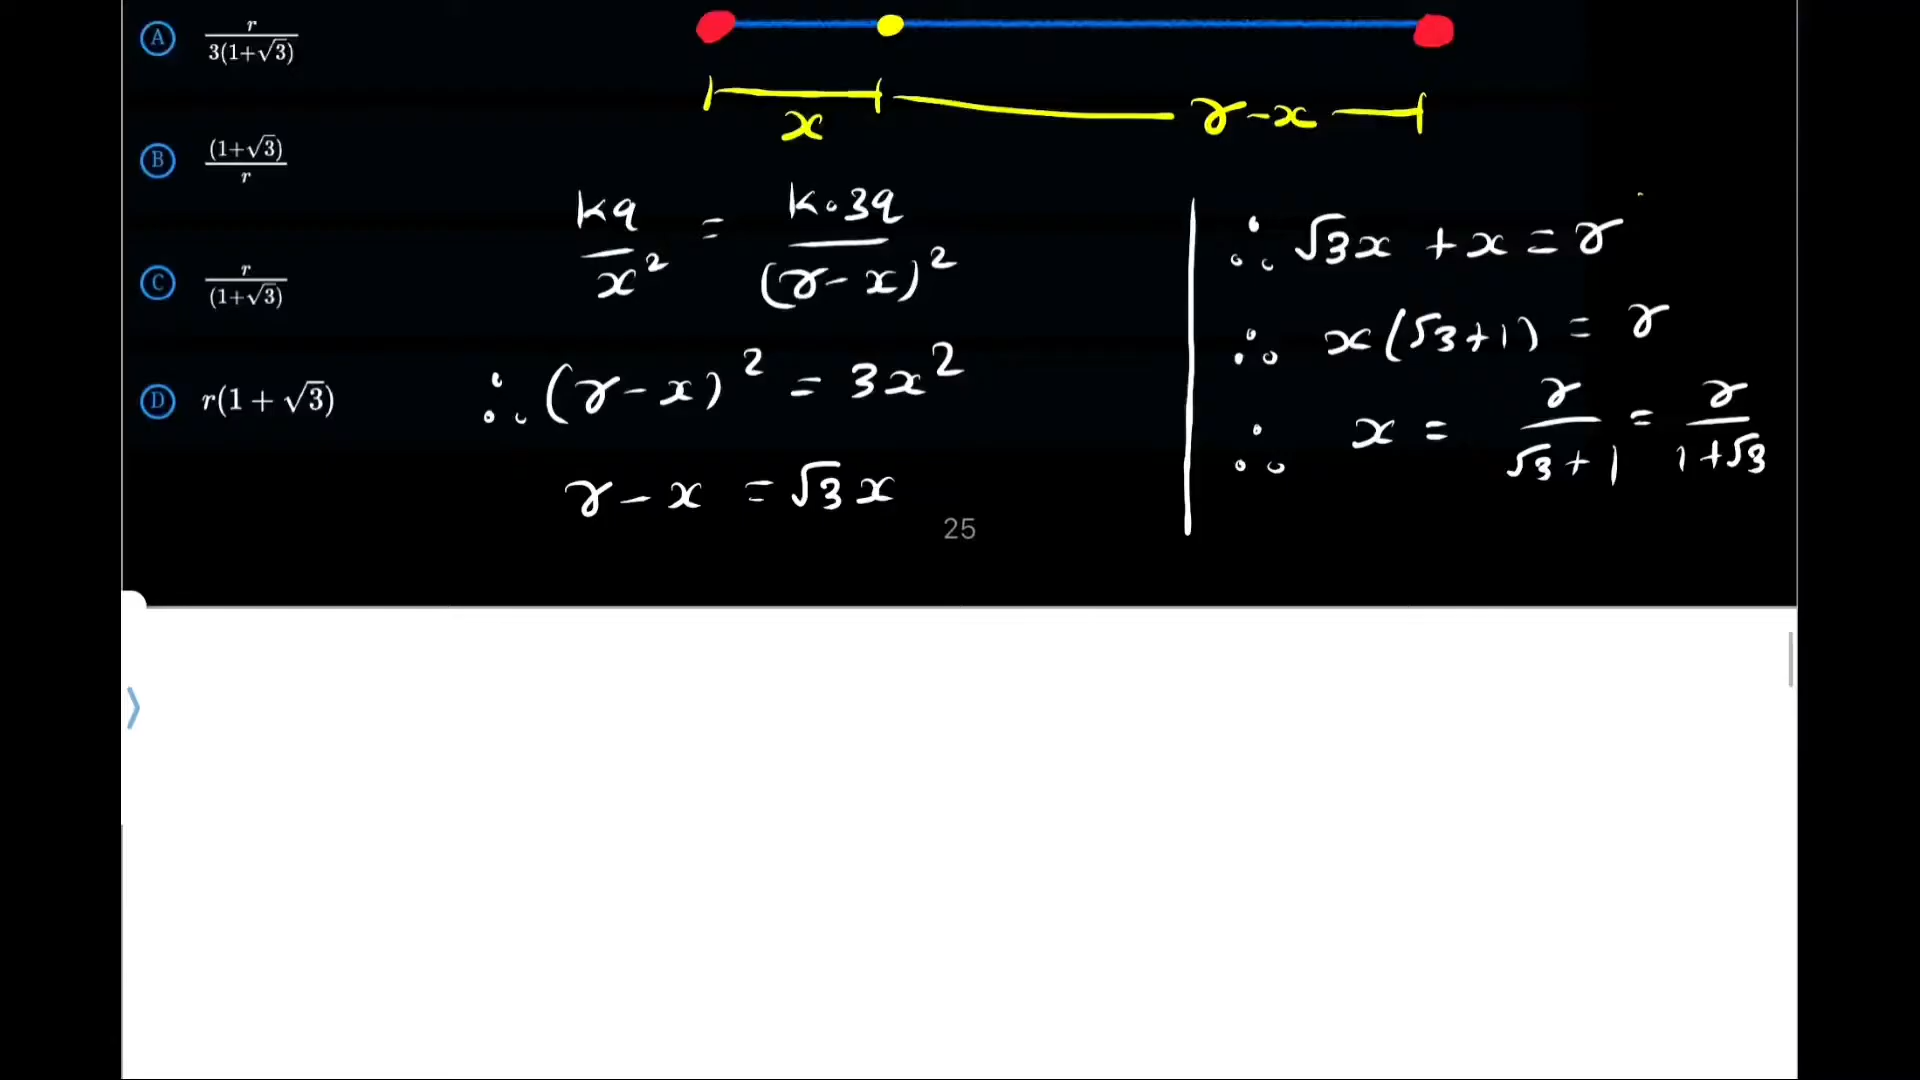 A r/3(1+√3)
B (1+√3)/r
C r/(1+√3)
D r(1 + √3)
x r-x
kq/x² = k.3q/(r-x)²
∴ (r-x)² = 3x²
r - x = √3x
∴ √3x + x = r
∴ x(√3+1) = r
∴ x = r/√3+1 = r/1+√3
25